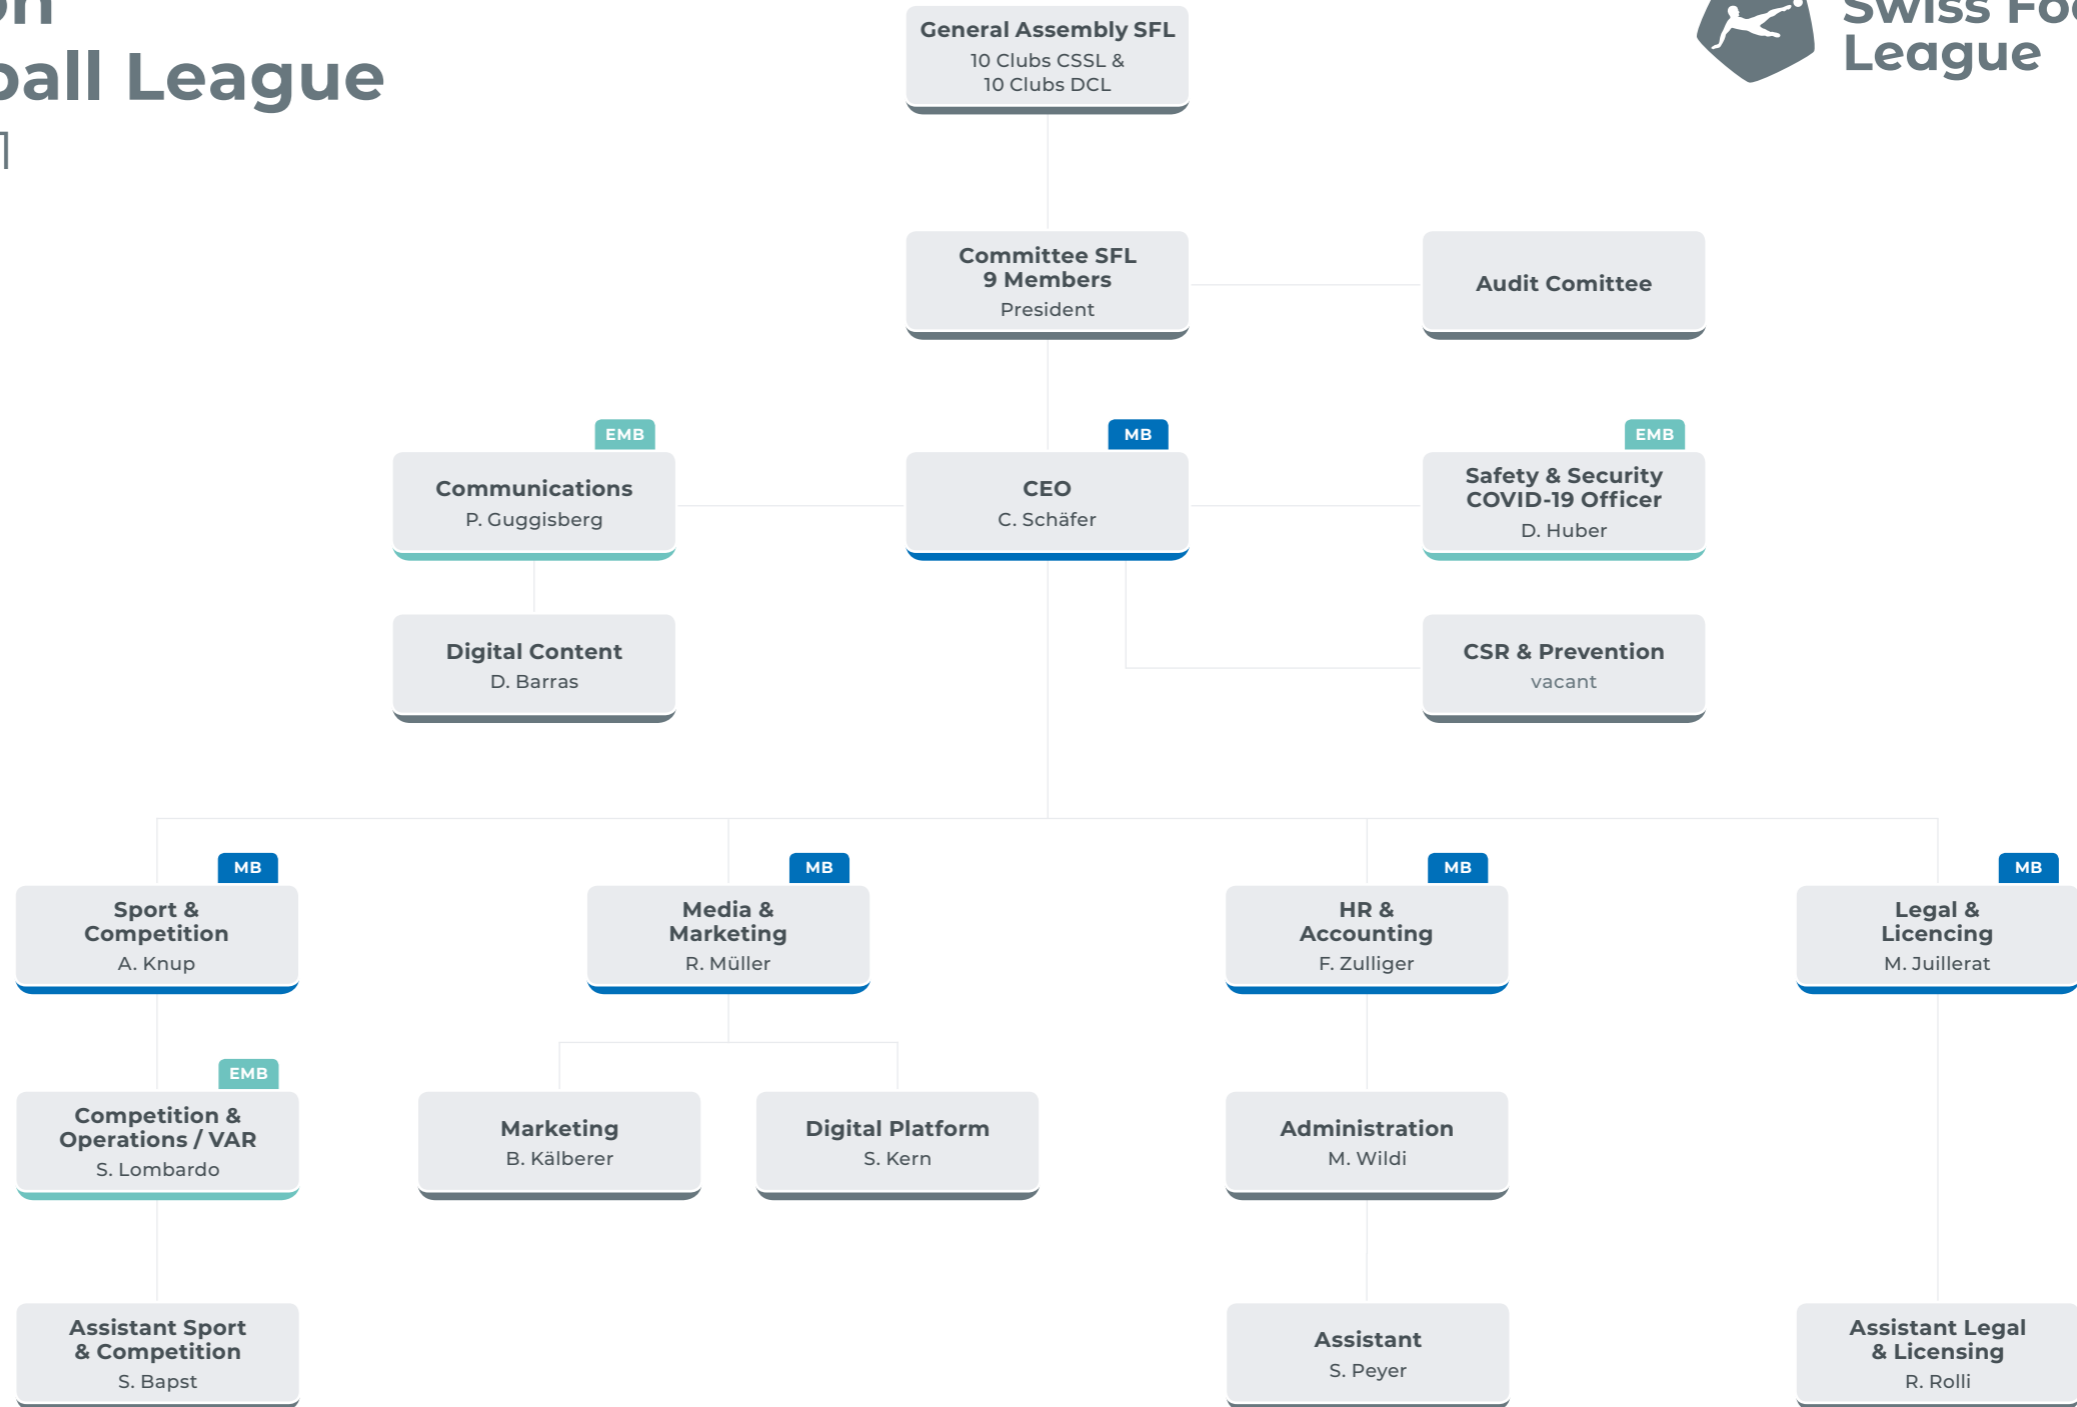 ball League
General Assembly SFL
10 Clubs CSSL &
10 Clubs DCL
Swiss
League
Committee SFL
9 Members
President
Audit Comittee
EMB
Communications
P. Guggisberg
MB
CEO
C. Schäfer
EMB
Safety & Security
COVID-19 Officer
D. Huber
Digital Content
D. Barras
CSR & Prevention
vacant
MB
Sport &
Competition
A. Knup
MB
Media &
Marketing
R. Müller
MB
HR &
Accounting
F. Zulliger
MB
Legal &
Licencing
M. Juillerat
EMB
Competition &
Operations / VAR
S. Lombardo
Marketing
B. Kälberer
Digital Platform
S. Kern
Administration
M. Wildi
Assistant Sport
& Competition
S. Bapst
Assistant
S. Peyer
Assistant Legal
& Licensing
R. Rolli